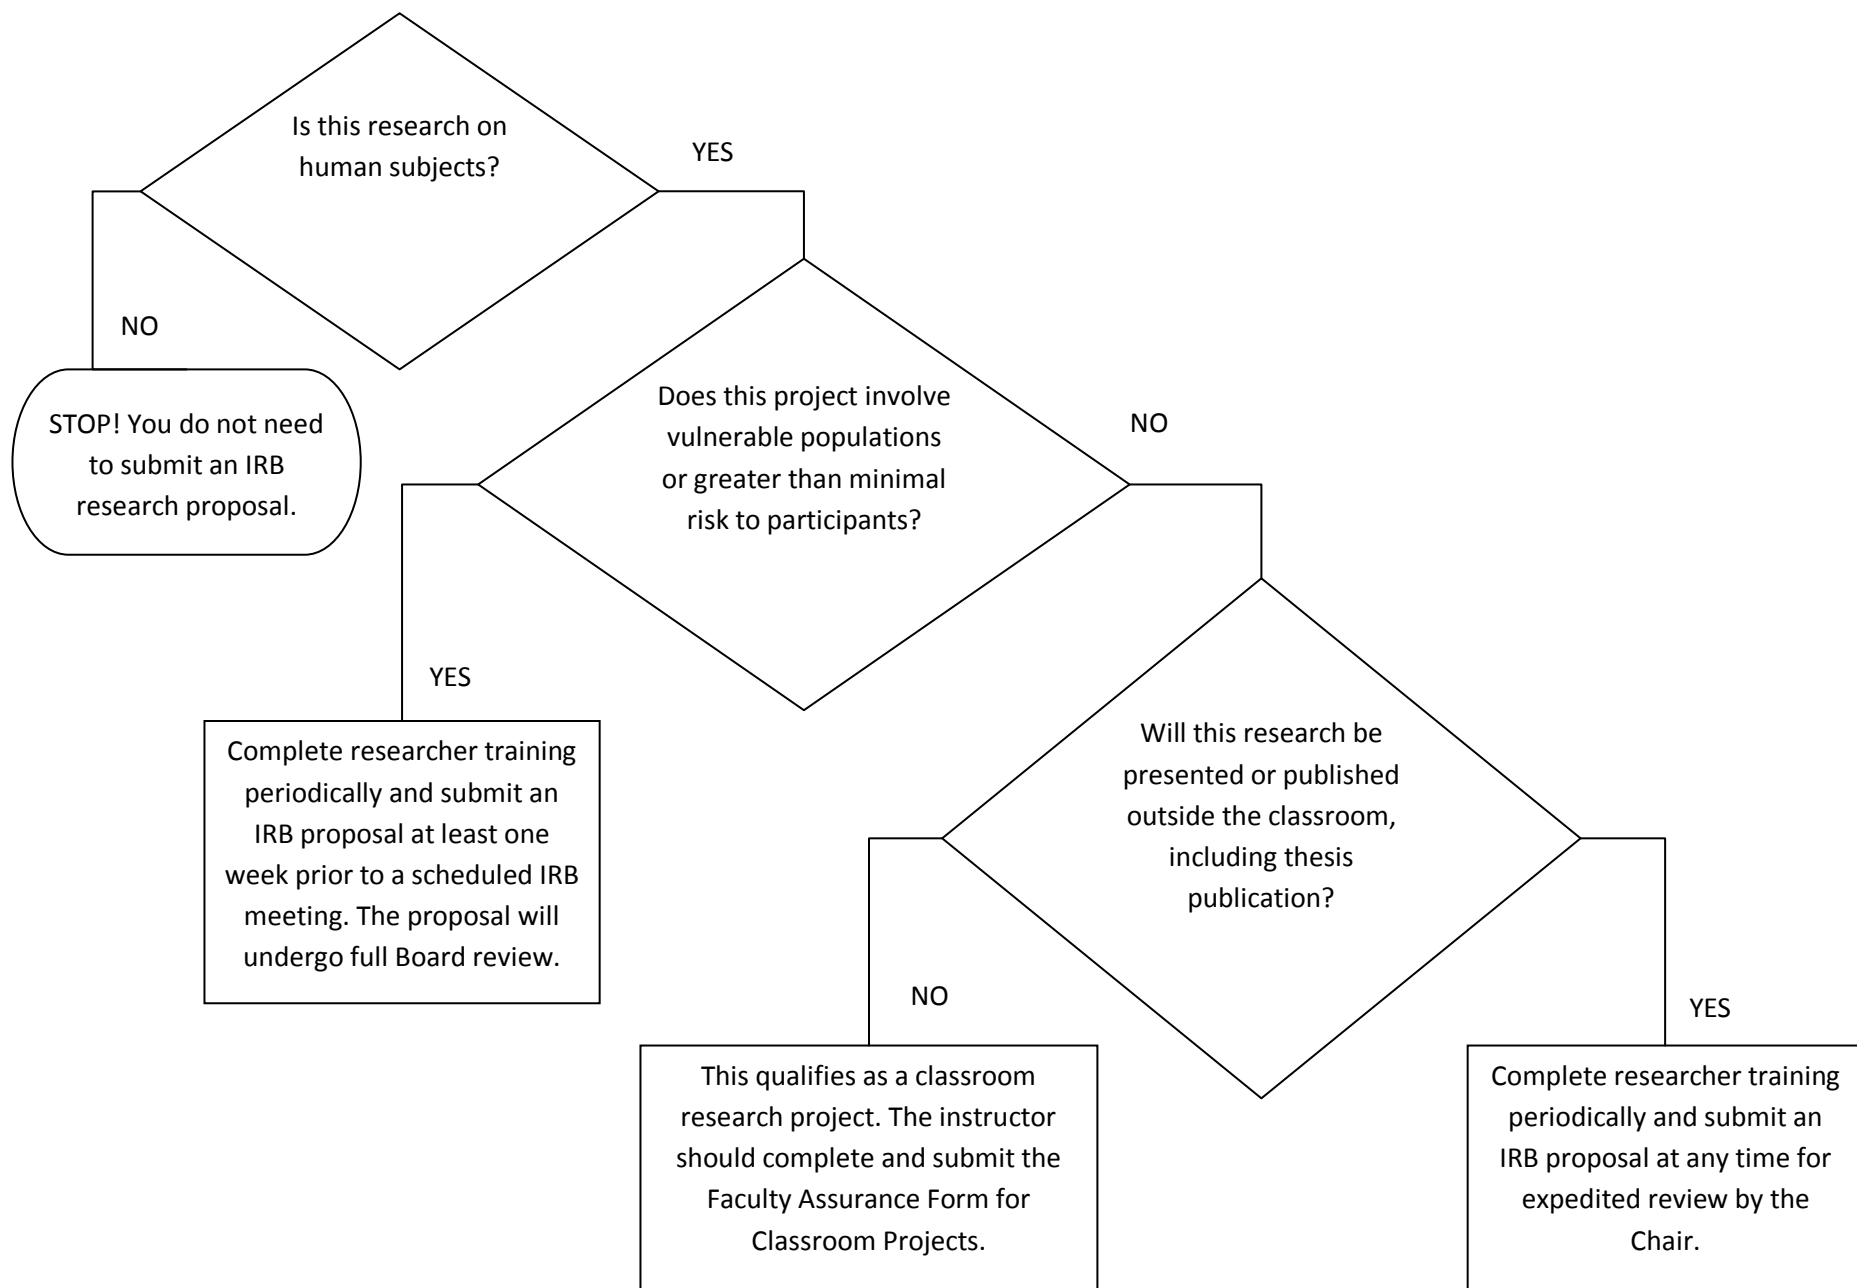 Is this research on
human subjects?
YES
NO
STOP! You do not need
to submit an IRB
research proposal.
Does this project involve
vulnerable populations
or greater than minimal
risk to participants?
NO
YES
Complete researcher training
periodically and submit an
IRB proposal at least one
week prior to a scheduled IRB
meeting. The proposal will
undergo full Board review.
Will this research be
presented or published
outside the classroom,
including thesis
publication?
NO
YES
This qualifies as a classroom
research project. The instructor
should complete and submit the
Faculty Assurance Form for
Classroom Projects.
Complete researcher training
periodically and submit an
IRB proposal at any time for
expedited review by the
Chair.